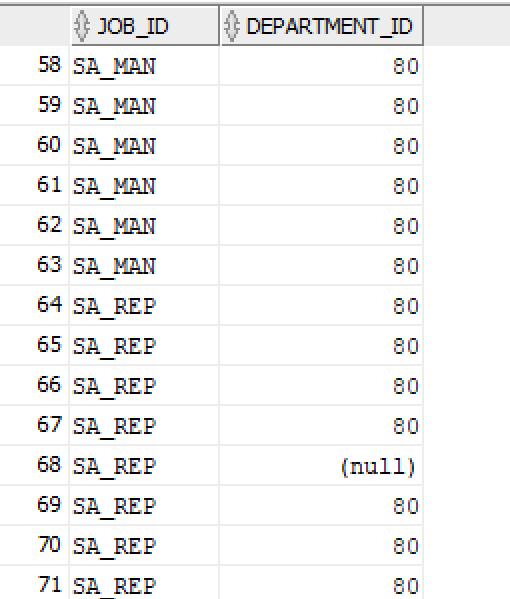 JOB_ID DEPARTMENT_ID
58 SA_MAN 80
59 SA_MAN 80
60 SA_MAN 80
61 SA_MAN 80
62 SA_MAN 80
63 SA_MAN 80
64 SA_REP 80
65 SA_REP 80
66 SA_REP 80
67 SA_REP 80
68 SA_REP (null)
69 SA_REP 80
70 SA_REP 80
71 SA_REP 80